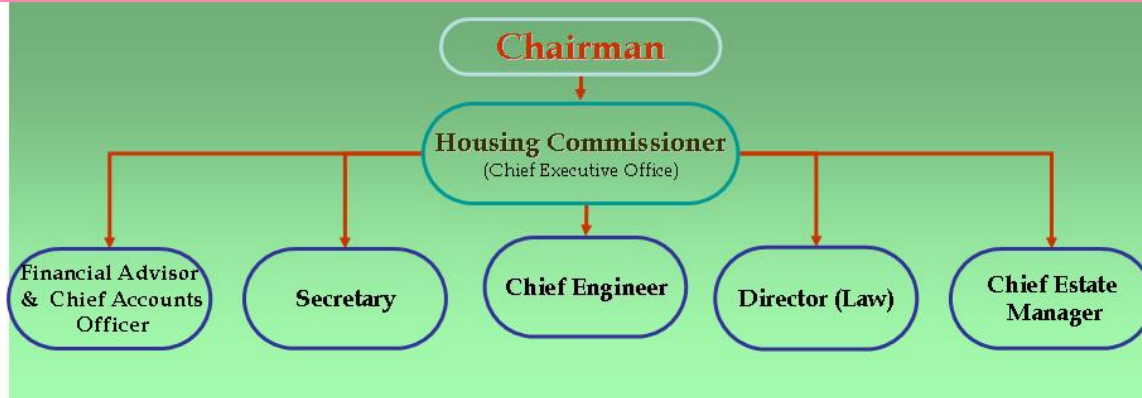 Chairman
Housing Commissioner
(Chief Executive Office)
Financial Advisor
& Chief Accounts
Officer
Secretary
Chief Engineer
Director (Law)
Chief Estate
Manager